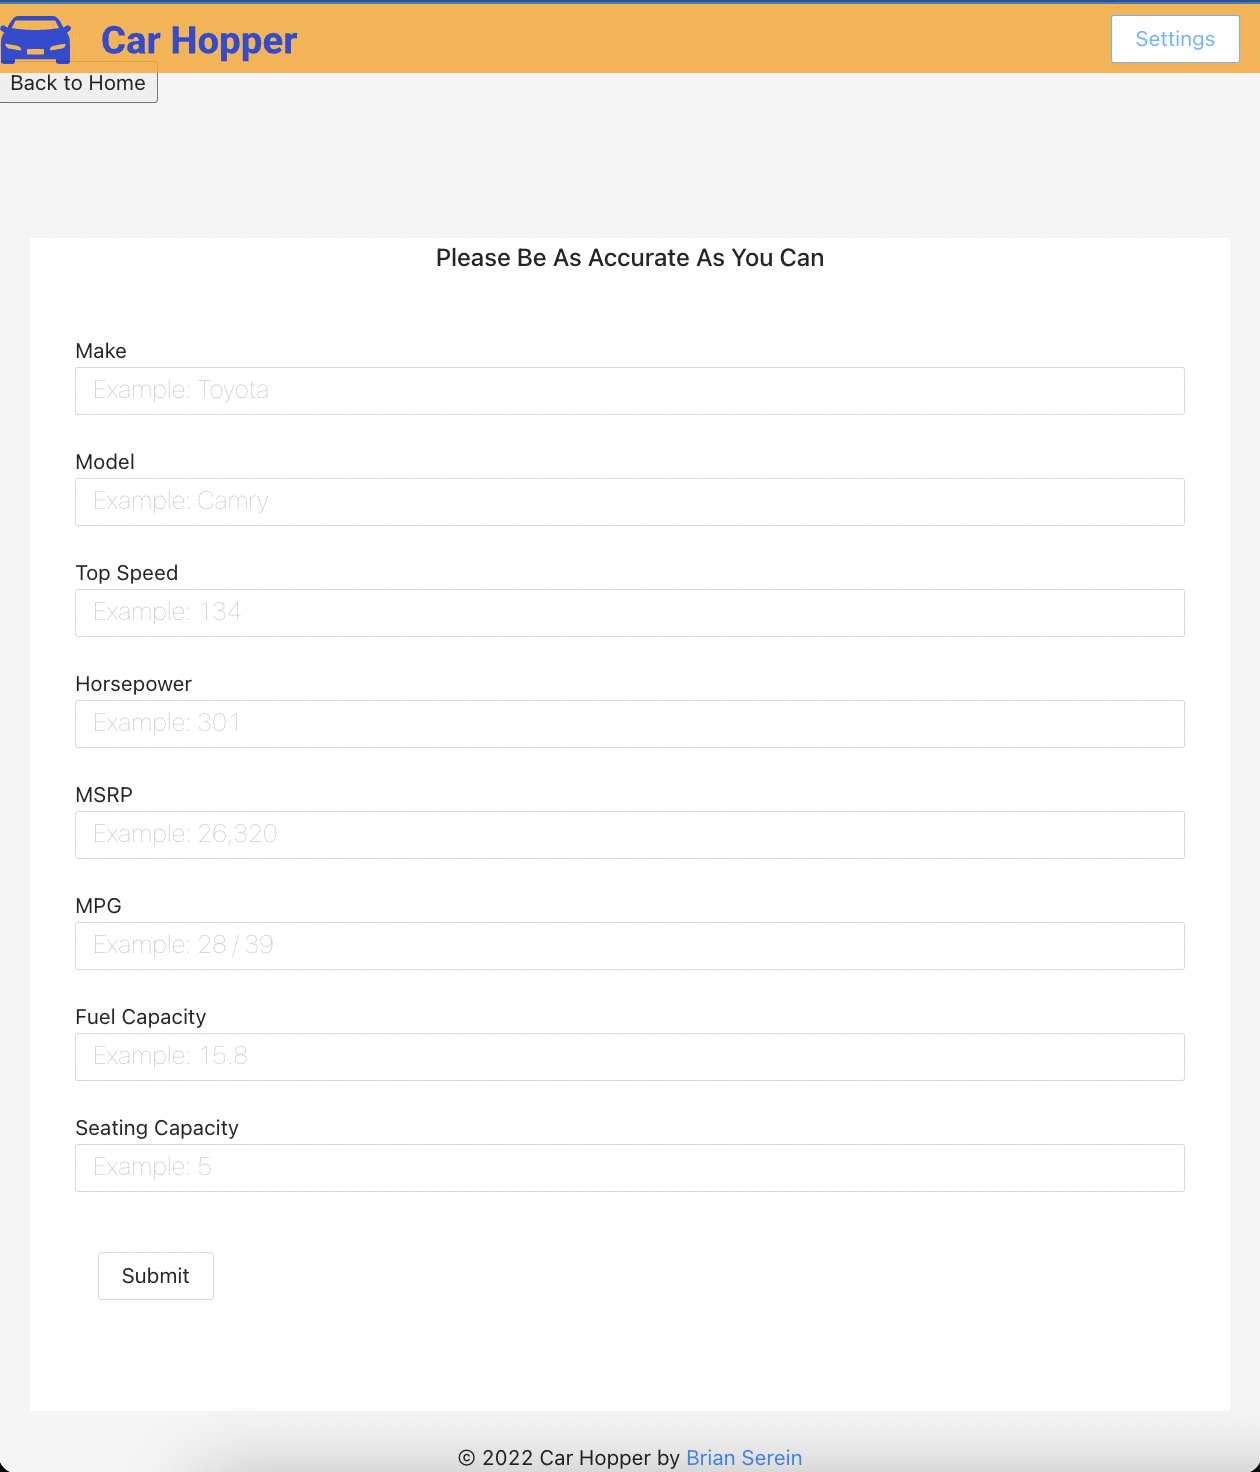 Car Hopper
Settings
Back to Home
Please Be As Accurate As You Can
Make
Example: Toyota
Model
Example: Camry
Top Speed
Example: 134
Horsepower
Example: 301
MSRP
Example: 26,320
MPG
Example: 28 / 39
Fuel Capacity
Example: 15.8
Seating Capacity
Example: 5
Submit
© 2022 Car Hopper by Brian Serein